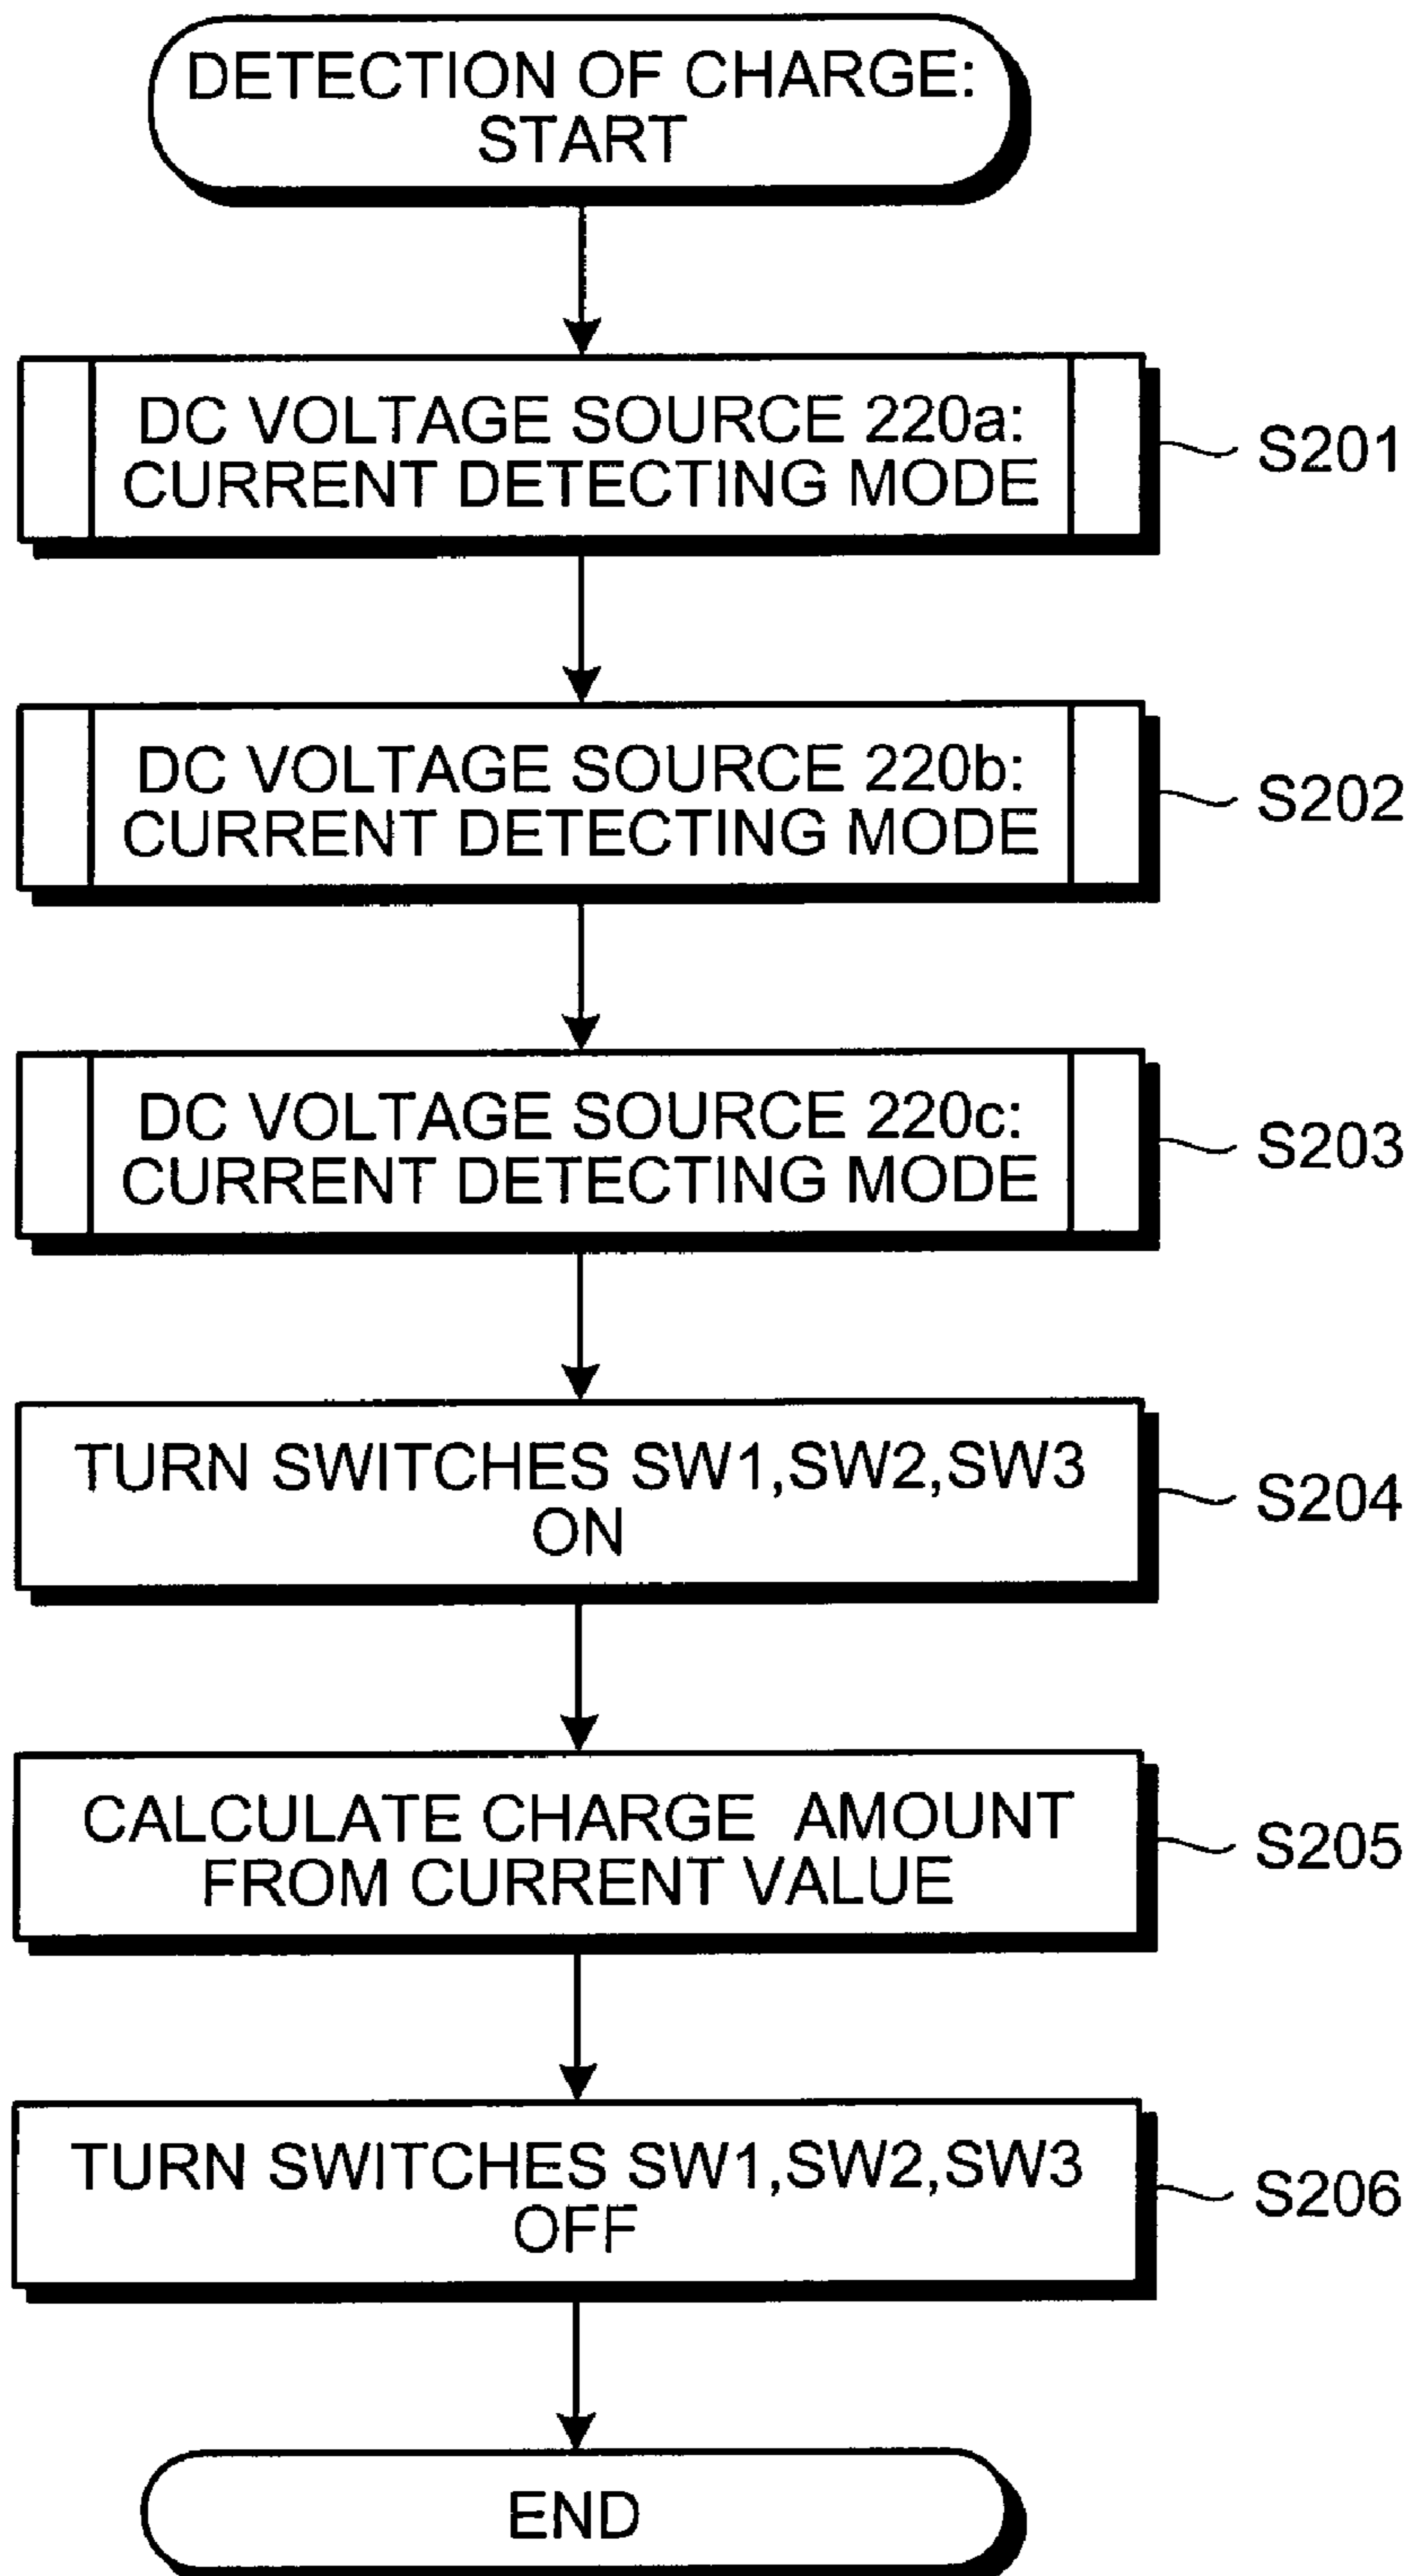 DETECTION OF CHARGE:
START
DC VOLTAGE SOURCE 220a:
CURRENT DETECTING MODE
S201
DC VOLTAGE SOURCE 220b:
CURRENT DETECTING MODE
S202
DC VOLTAGE SOURCE 220c:
CURRENT DETECTING MODE
S203
TURN SWITCHES SW1,SW2,SW3
ON
S204
CALCULATE CHARGE AMOUNT
FROM CURRENT VALUE
S205
TURN SWITCHES SW1,SW2,SW3
OFF
S206
END